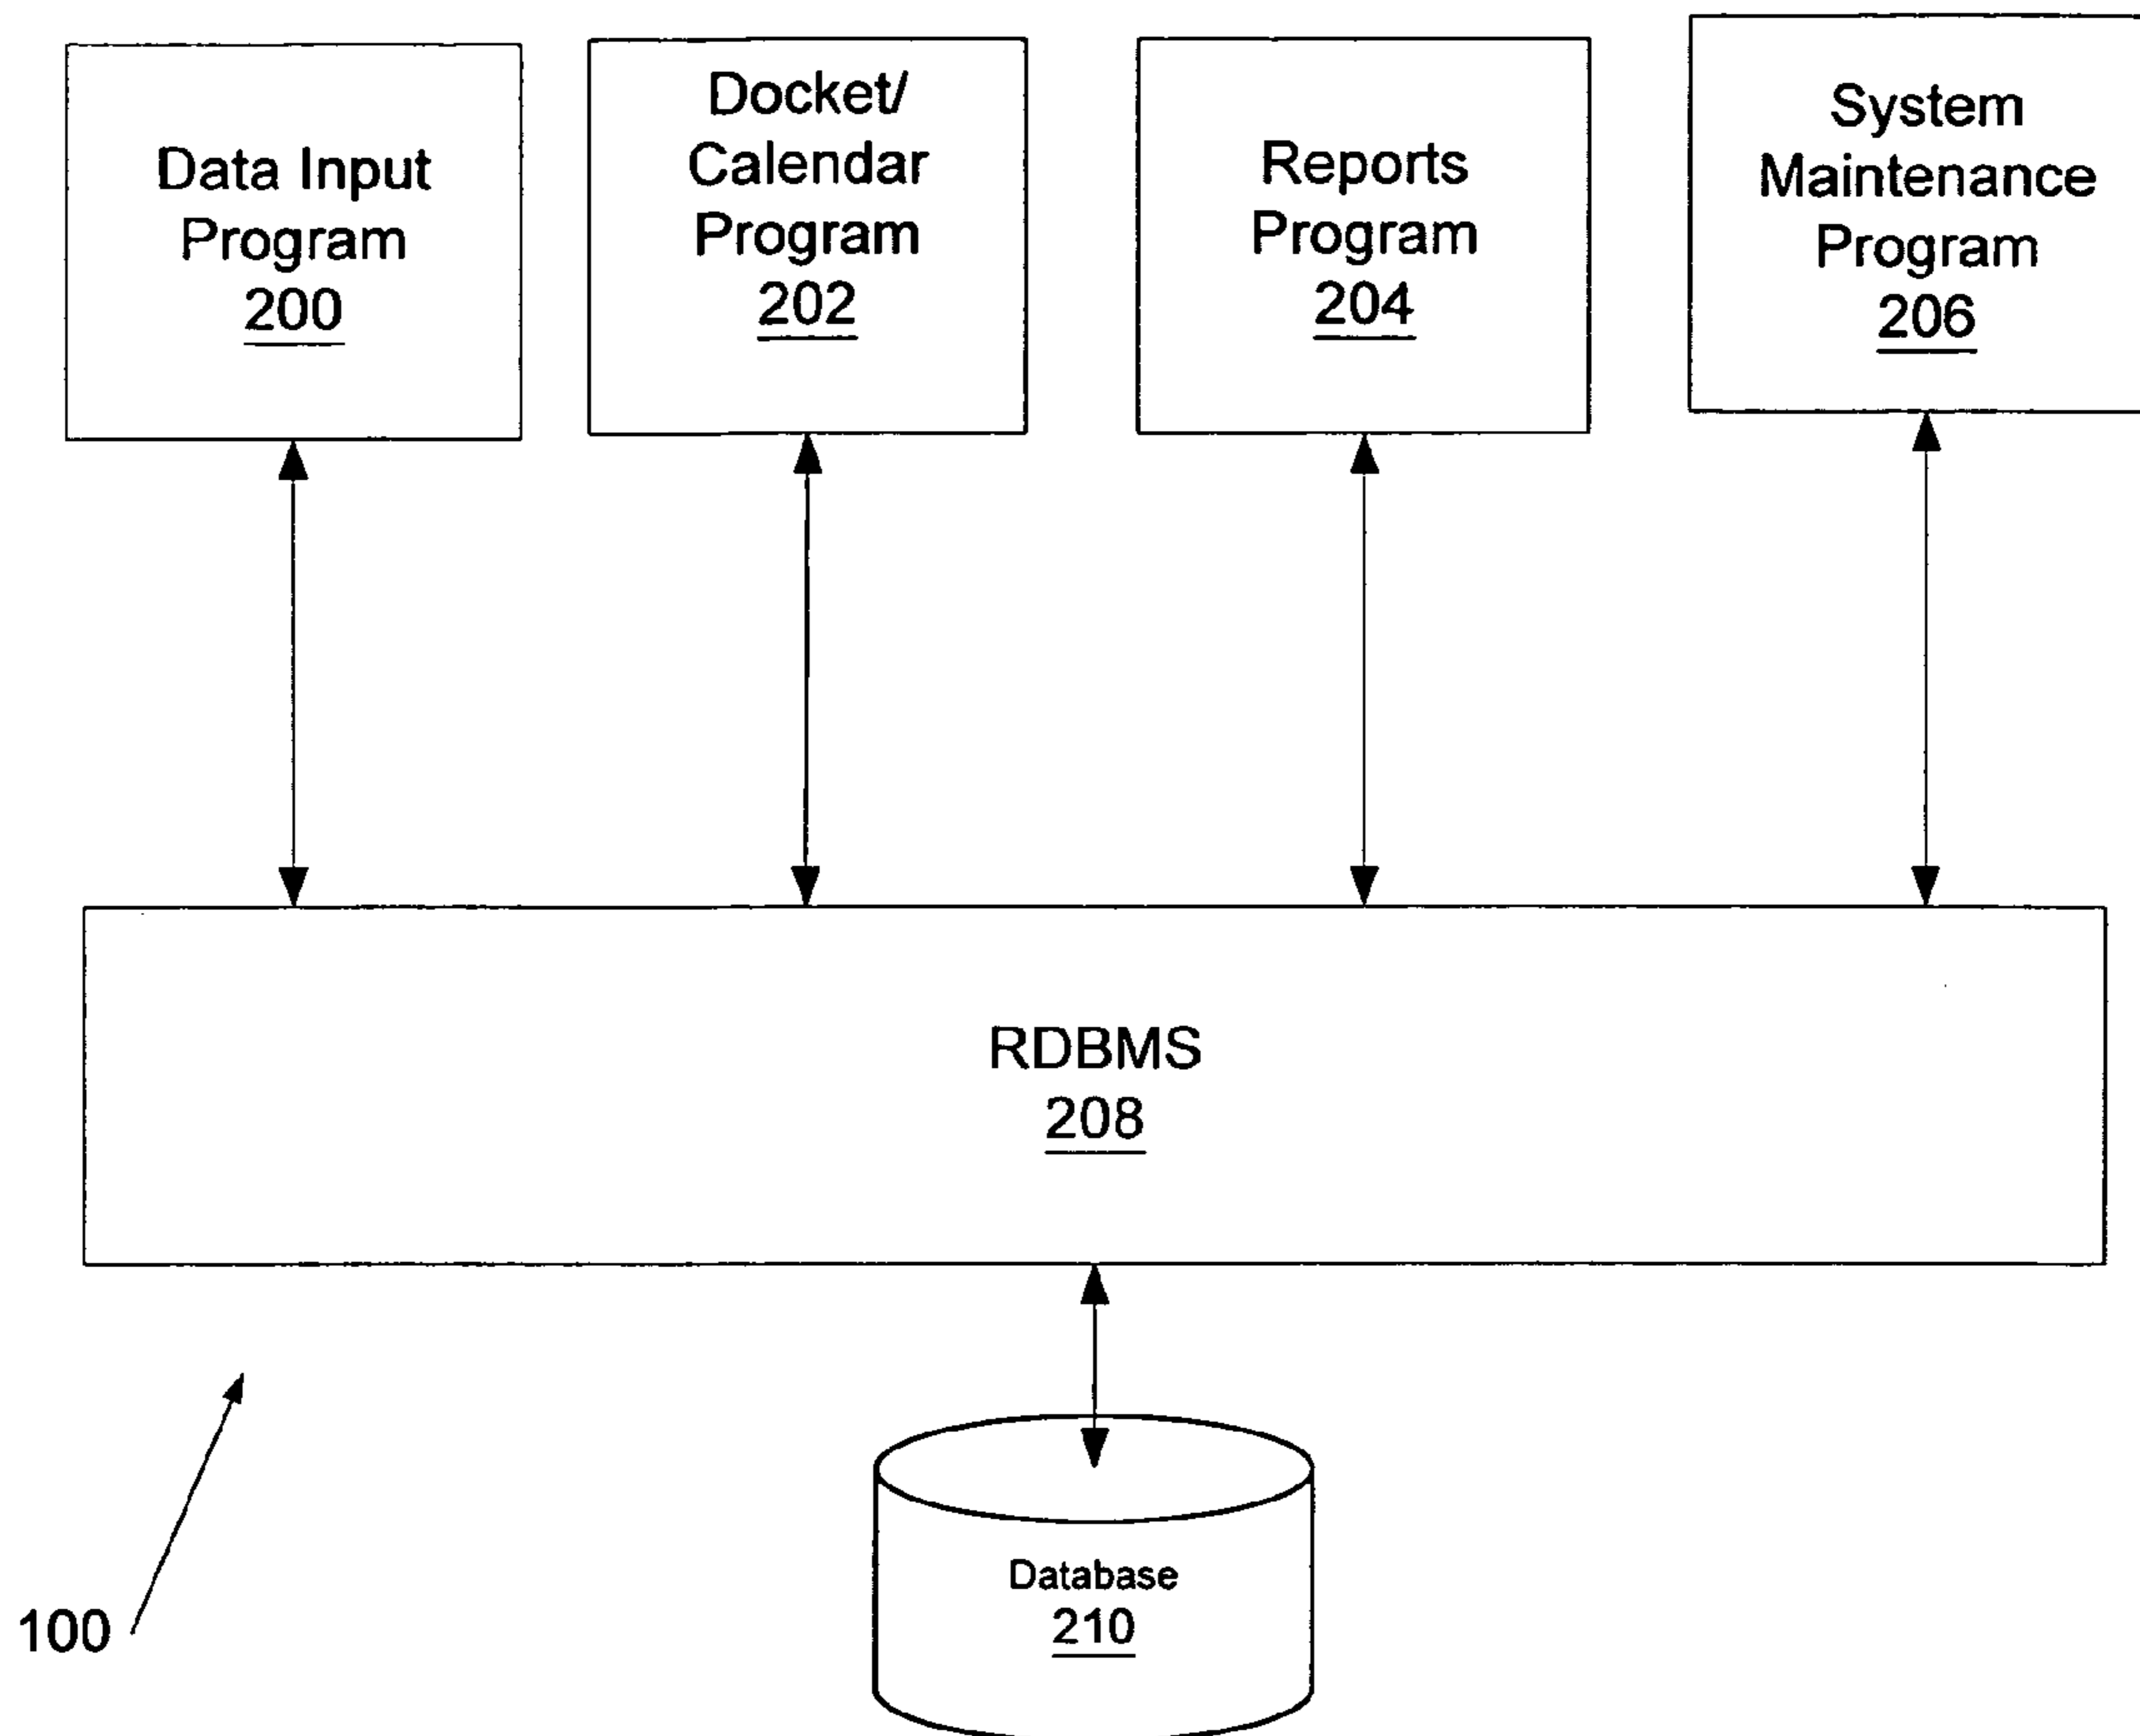 Data Input
Program
200
Docket/
Calendar
Program
202
Reports
Program
204
System
Maintenance
Program
206
RDBMS
208
Database
210
100